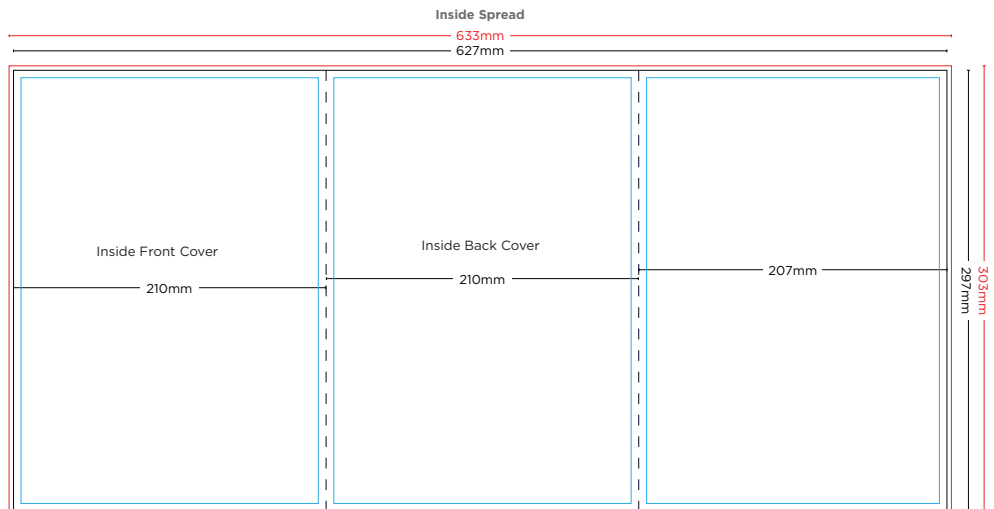 Inside Spread
633mm
627mm
Inside Front Cover
210mm
Inside Back Cover
210mm
207mm
297mm
303mm